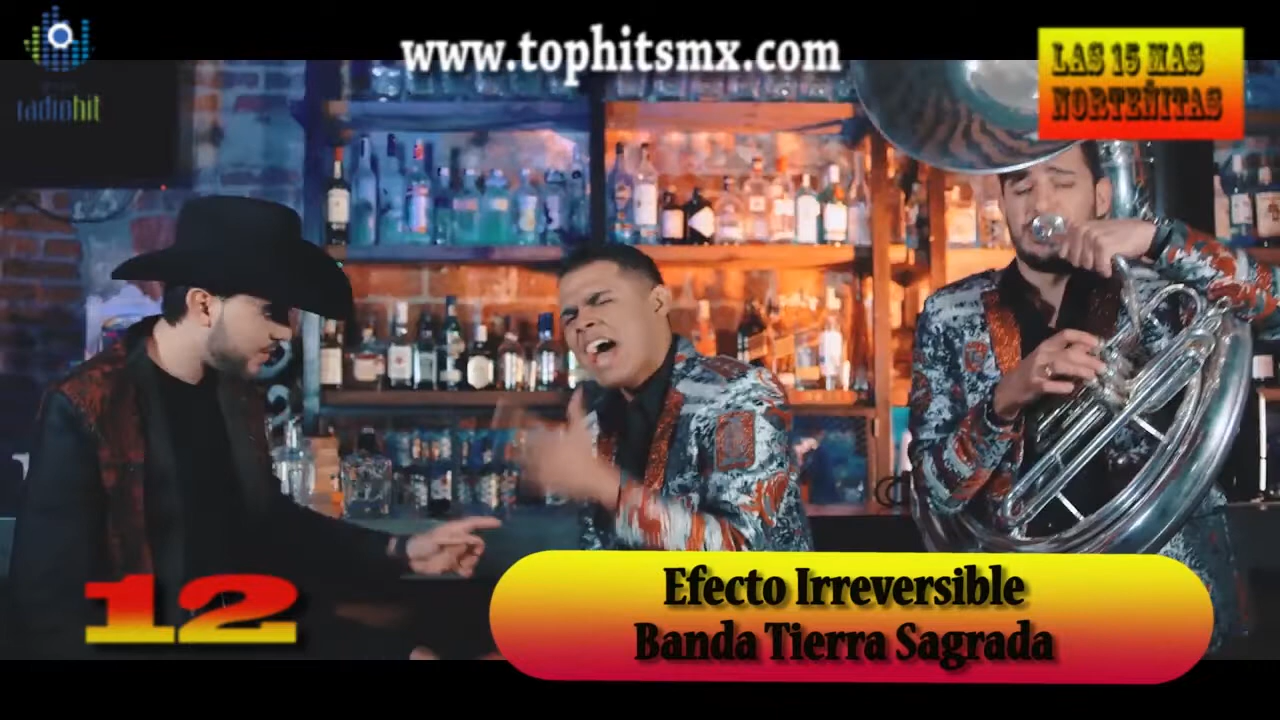 www.tophitsmx.com
LAS 15 MAS
NORTEÑITAS
radiohit
12
Efecto Irreversible
Banda Tierra Sagrada